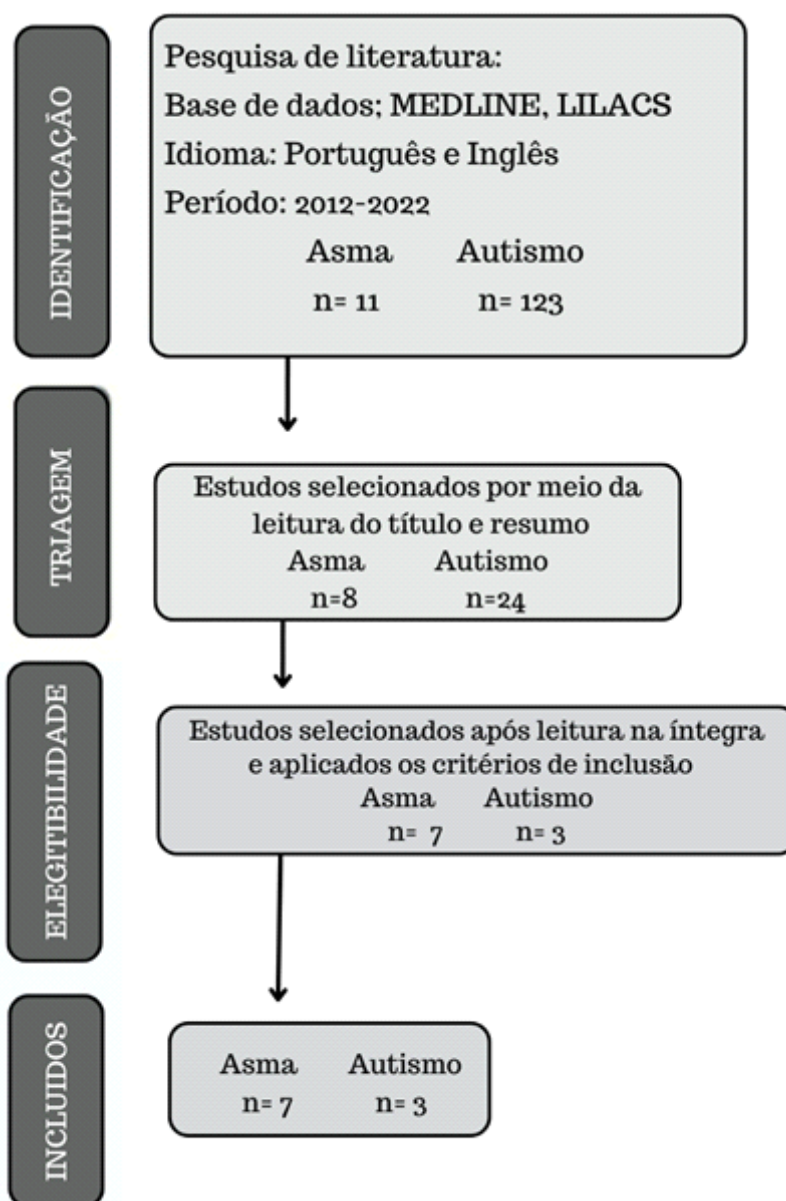 IDENTIFICAÇÃO
Pesquisa de literatura:
Base de dados; MEDLINE, LILACS
Idioma: Português e Inglês
Período: 2012-2022
Asma Autismo
n= 11 n= 123
TRIAGEM
Estudos selecionados por meio da
leitura do título e resumo
Asma Autismo
n=8 n=24
ELEGITIBILIDADE
Estudos selecionados após leitura na íntegra
e aplicados os critérios de inclusão
Asma Autismo
n= 7 n= 3
INCLUIDOS
Asma Autismo
n= 7 n= 3